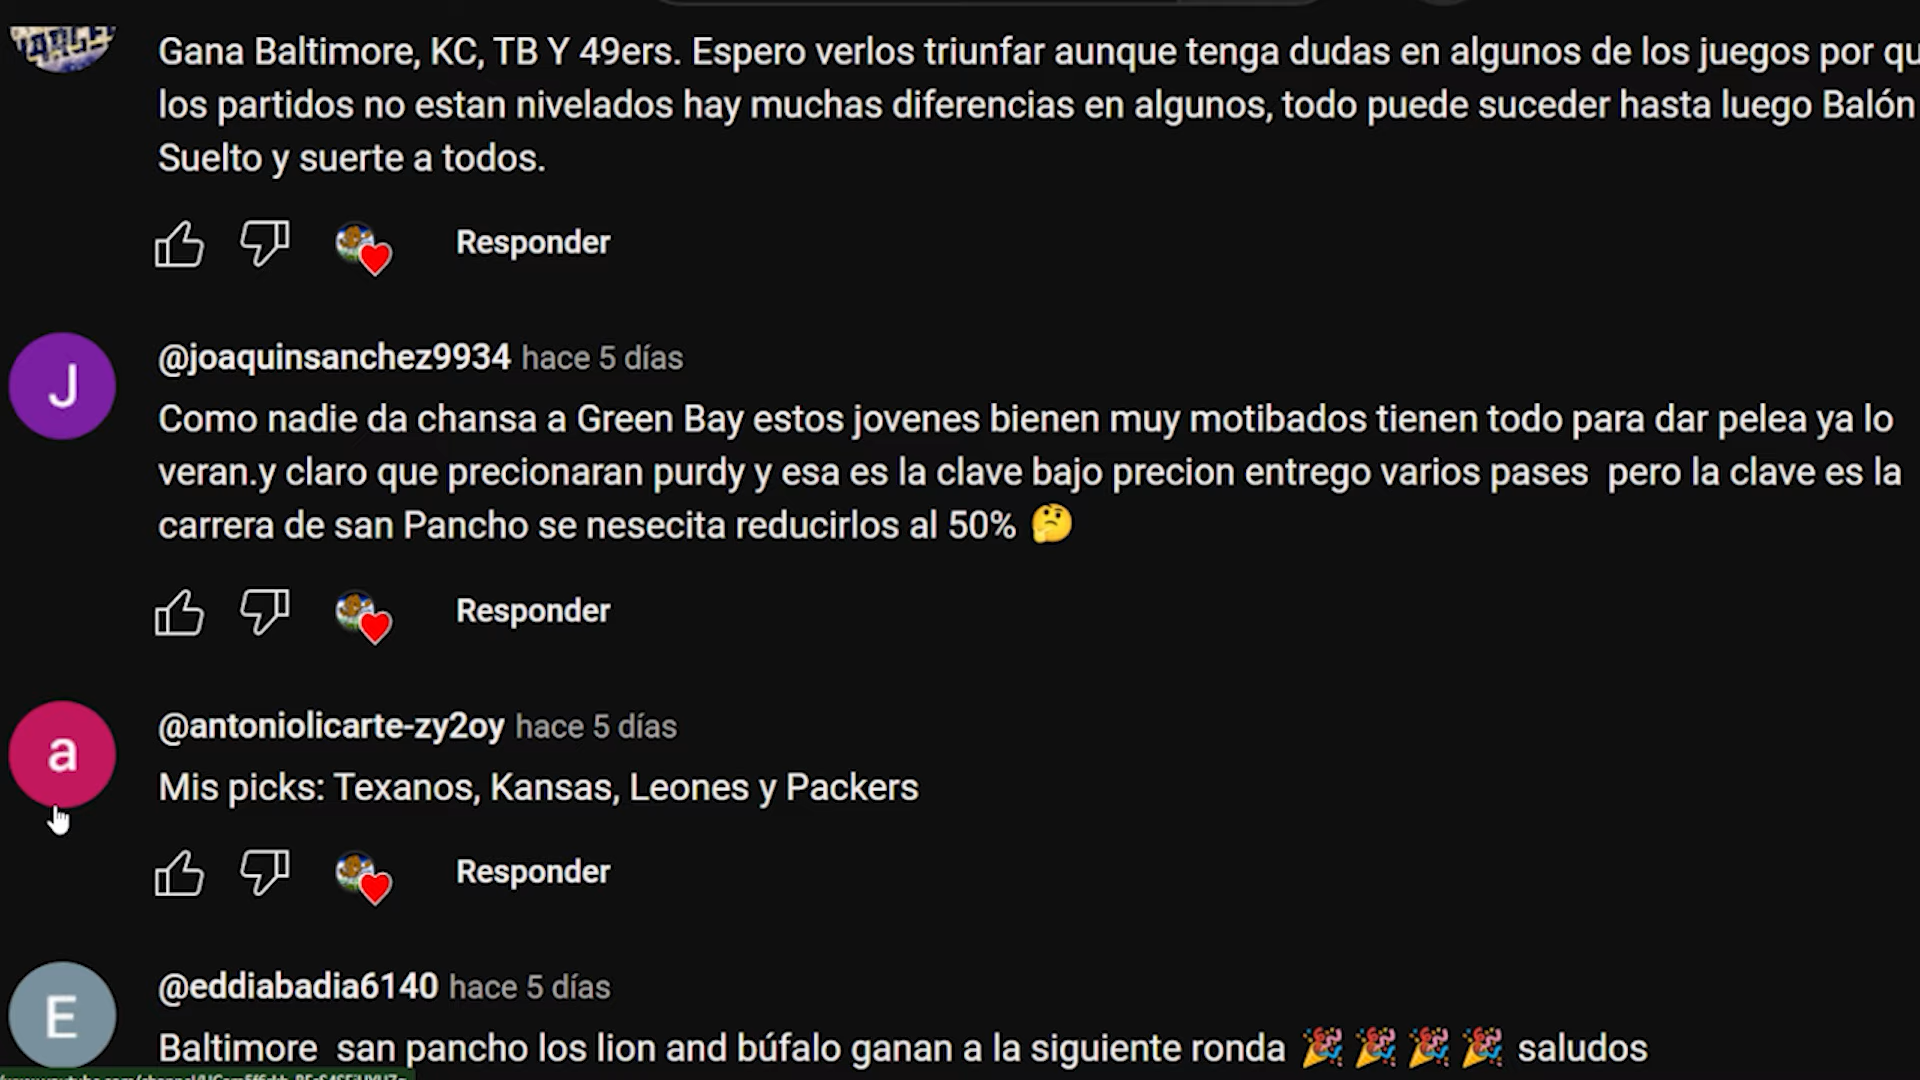 Gana Baltimore, KC, TB Y 49ers. Espero verlos triunfar aunque tenga dudas en algunos de los juegos por qu
los partidos no estan nivelados hay muchas diferencias en algunos, todo puede suceder hasta luego Balón
Suelto y suerte a todos.
Responder
J
@joaquinsanchez9934 hace 5 días
Como nadie da chansa a Green Bay estos jovenes bienen muy motibados tienen todo para dar pelea ya lo
veran.y claro que precionaran purdy y esa es la clave bajo precion entrego varios pases  pero la clave es la
carrera de san Pancho se nesecita reducirlos al 50% 🤔
Responder
a
@antoniolicarte-zy2oy hace 5 días
Mis picks: Texanos, Kansas, Leones y Packers
Responder
E
@eddiabadia6140 hace 5 días
Baltimore  san pancho los lion and búfalo ganan a la siguiente ronda 🎉🎉🎉🎉 saludos